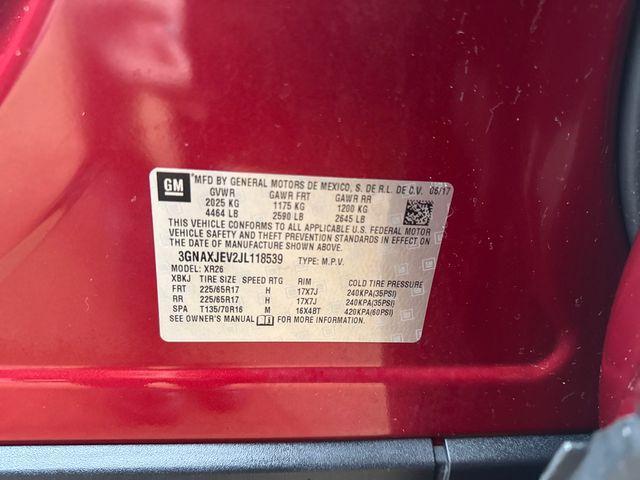 GM
*MFD BY GENERAL MOTORS DE MEXICO, S. DE R.L. DE C.V. 06/17
GVWR GAWR FRT GAWR RR
2025 KG 1175 KG 1200 KG
4464 LB 2590 LB 2645 LB
THIS VEHICLE CONFORMS TO ALL APPLICABLE U.S. FEDERAL MOTOR
VEHICLE SAFETY AND THEFT PREVENTION STANDARDS IN EFFECT ON
THE DATE OF MANUFACTURE SHOWN ABOVE.
3GNAXJEV2JL118539 TYPE: M.P.V.
MODEL: XR26
XBKJ TIRE SIZE SPEED RTG RIM COLD TIRE PRESSURE
FRT 225/65R17 H 17X7J 240KPA(35PSI)
RR 225/65R17 H 17X7J 240KPA(35PSI)
SPA T135/70R16 M 16X4BT 420KPA(60PSI)
SEE OWNER'S MANUAL FOR MORE INFORMATION